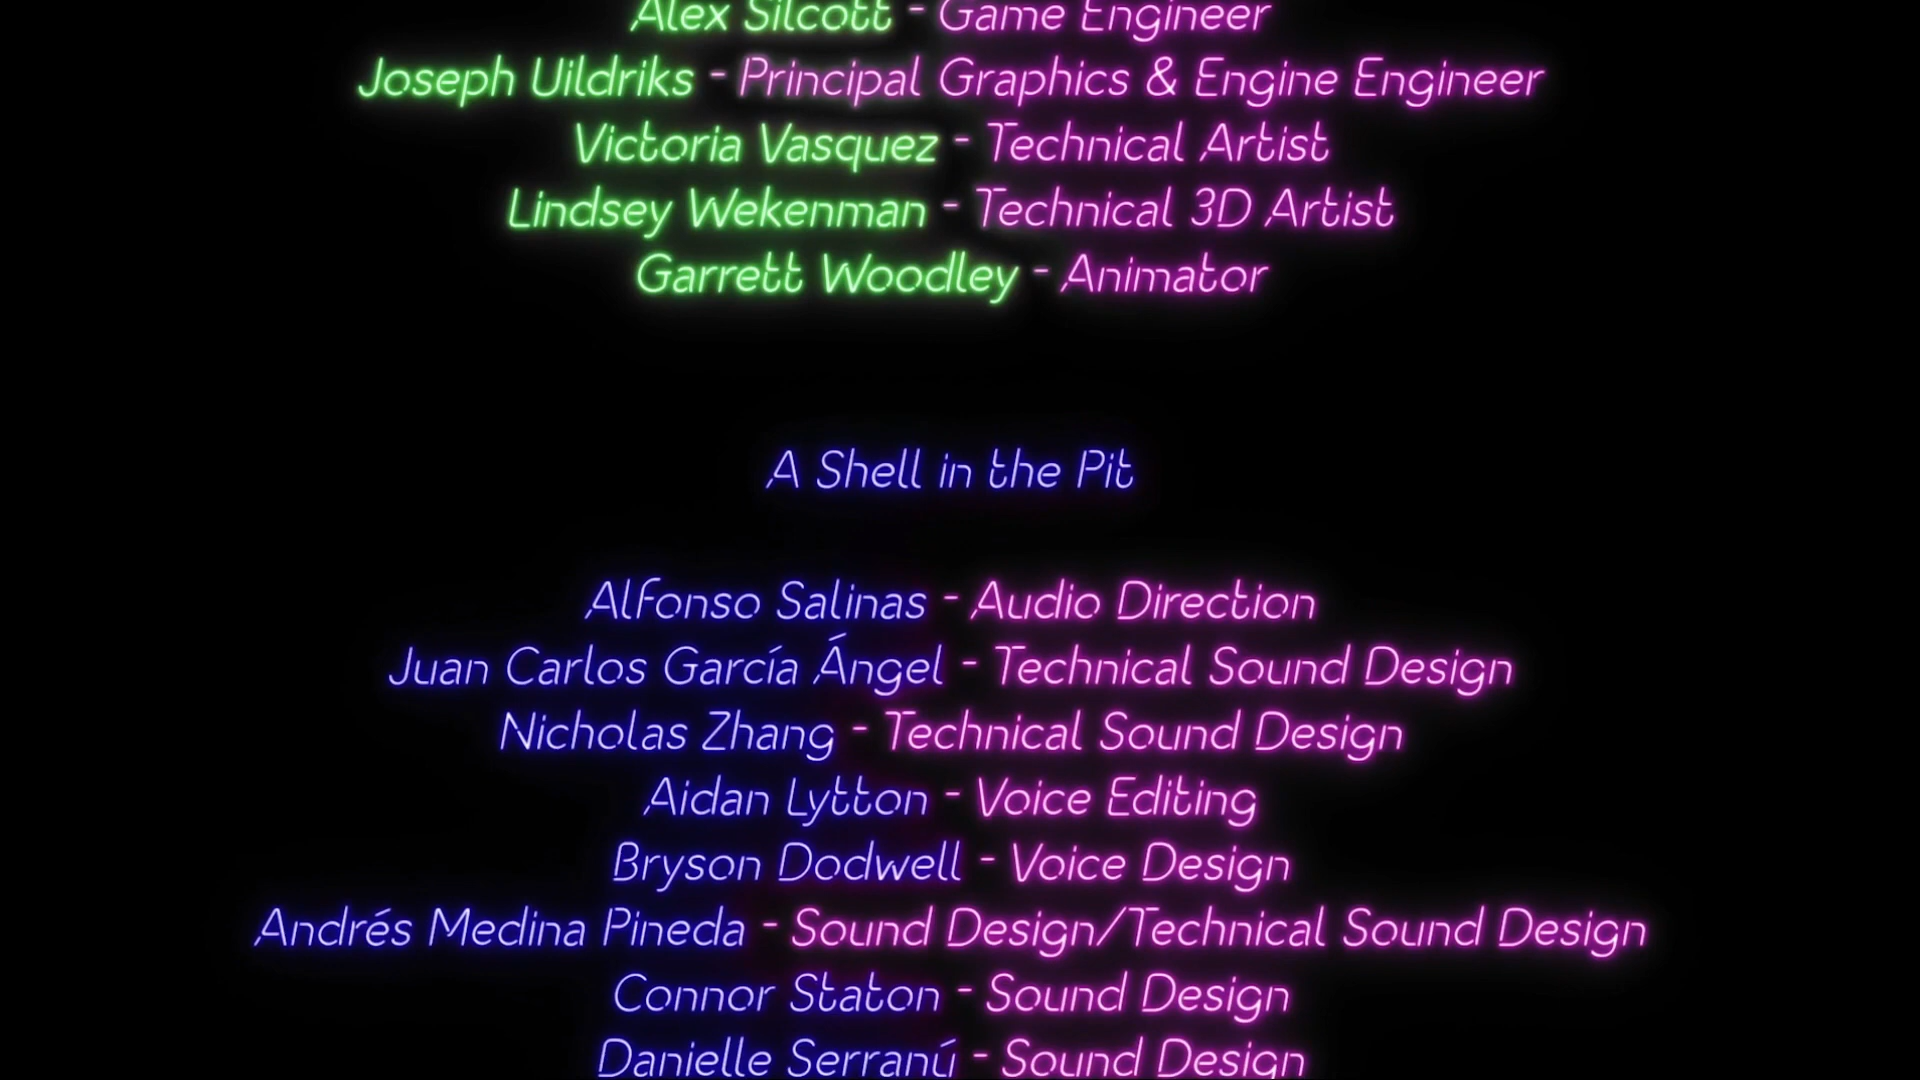 Alex Silcott - Game Engineer
Joseph Uildriks - Principal Graphics & Engine Engineer
Victoria Vasquez - Technical Artist
Lindsey Wekenman - Technical 3D Artist
Garrett Woodley - Animator
A Shell in the Pit
Alfonso Salinas - Audio Direction
Juan Carlos García Ángel - Technical Sound Design
Nicholas Zhang - Technical Sound Design
Aidan Lytton - Voice Editing
Bryson Dodwell - Voice Design
Andrés Medina Pineda - Sound Design/Technical Sound Design
Connor Staton - Sound Design
Danielle Serranú - Sound Design